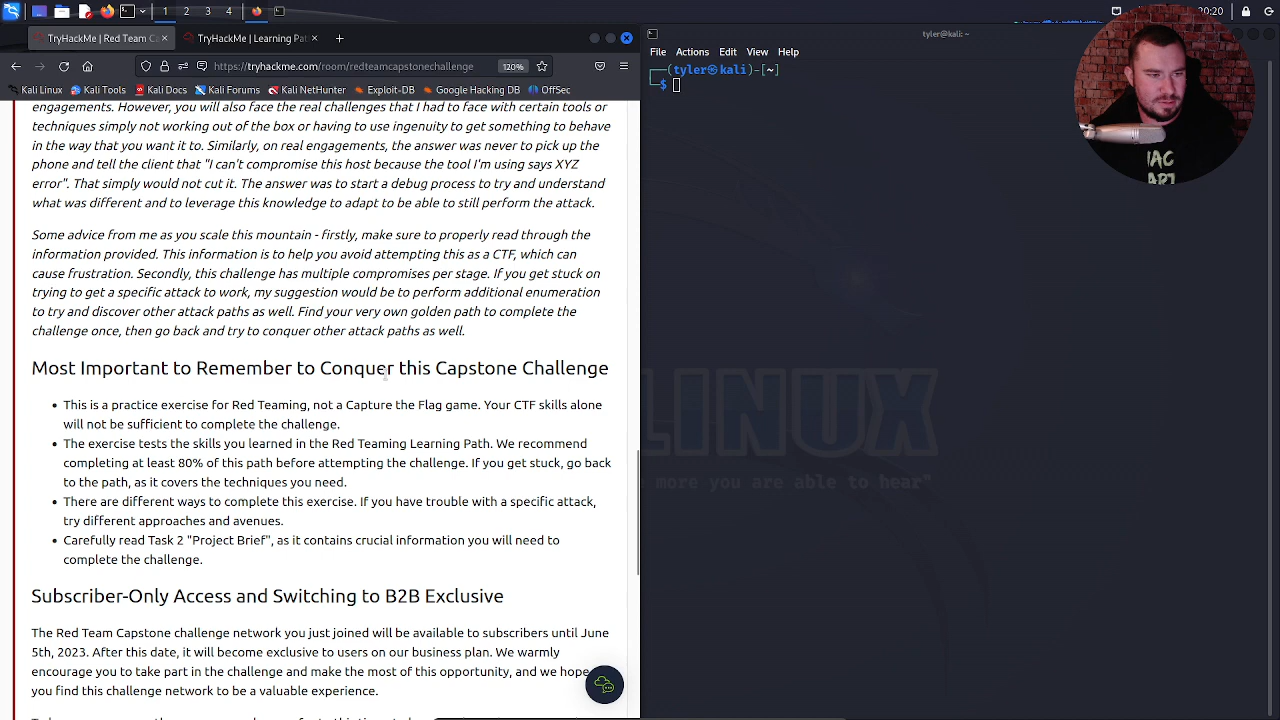 1 2 3 4
20:20
TryHackMe | Red Team Ca
TryHackMe | Learning Pat
tyler@kali: ~
https://tryhackme.com/room/redteamcapstonechallenge
File Actions Edit View Help
Kali Linux Kali Tools Kali Docs Kali Forums Kali NetHunter Exploit-DB Google Hacking DB OffSec
(tyler㉿kali)-[~]
$
engagements. However, you will also face the real challenges that I had to face with certain tools or
techniques simply not working out of the box or having to use ingenuity to get something to behave
in the way that you want it to. Similarly, on real engagements, the answer was never to pick up the
phone and tell the client that "I can't compromise this host because the tool I'm using says XYZ
error". That simply would not cut it. The answer was to start a debug process to try and understand
what was different and to leverage this knowledge to adapt to be able to still perform the attack.
Some advice from me as you scale this mountain - firstly, make sure to properly read through the
information provided. This information is to help you avoid attempting this as a CTF, which can
cause frustration. Secondly, this challenge has multiple compromises per stage. If you get stuck on
trying to get a specific attack to work, my suggestion would be to perform additional enumeration
to try and discover other attack paths as well. Find your very own golden path to complete the
challenge once, then go back and try to conquer other attack paths as well.
Most Important to Remember to Conquer this Capstone Challenge
This is a practice exercise for Red Teaming, not a Capture the Flag game. Your CTF skills alone
will not be sufficient to complete the challenge.
The exercise tests the skills you learned in the Red Teaming Learning Path. We recommend
completing at least 80% of this path before attempting the challenge. If you get stuck, go back
to the path, as it covers the techniques you need.
There are different ways to complete this exercise. If you have trouble with a specific attack,
try different approaches and avenues.
Carefully read Task 2 "Project Brief", as it contains crucial information you will need to
complete the challenge.
Subscriber-Only Access and Switching to B2B Exclusive
The Red Team Capstone challenge network you just joined will be available to subscribers until June
5th, 2023. After this date, it will become exclusive to users on our business plan. We warmly
encourage you to take part in the challenge and make the most of this opportunity, and we hope
you find this challenge network to be a valuable experience.
LINUX
more you are able to hear"